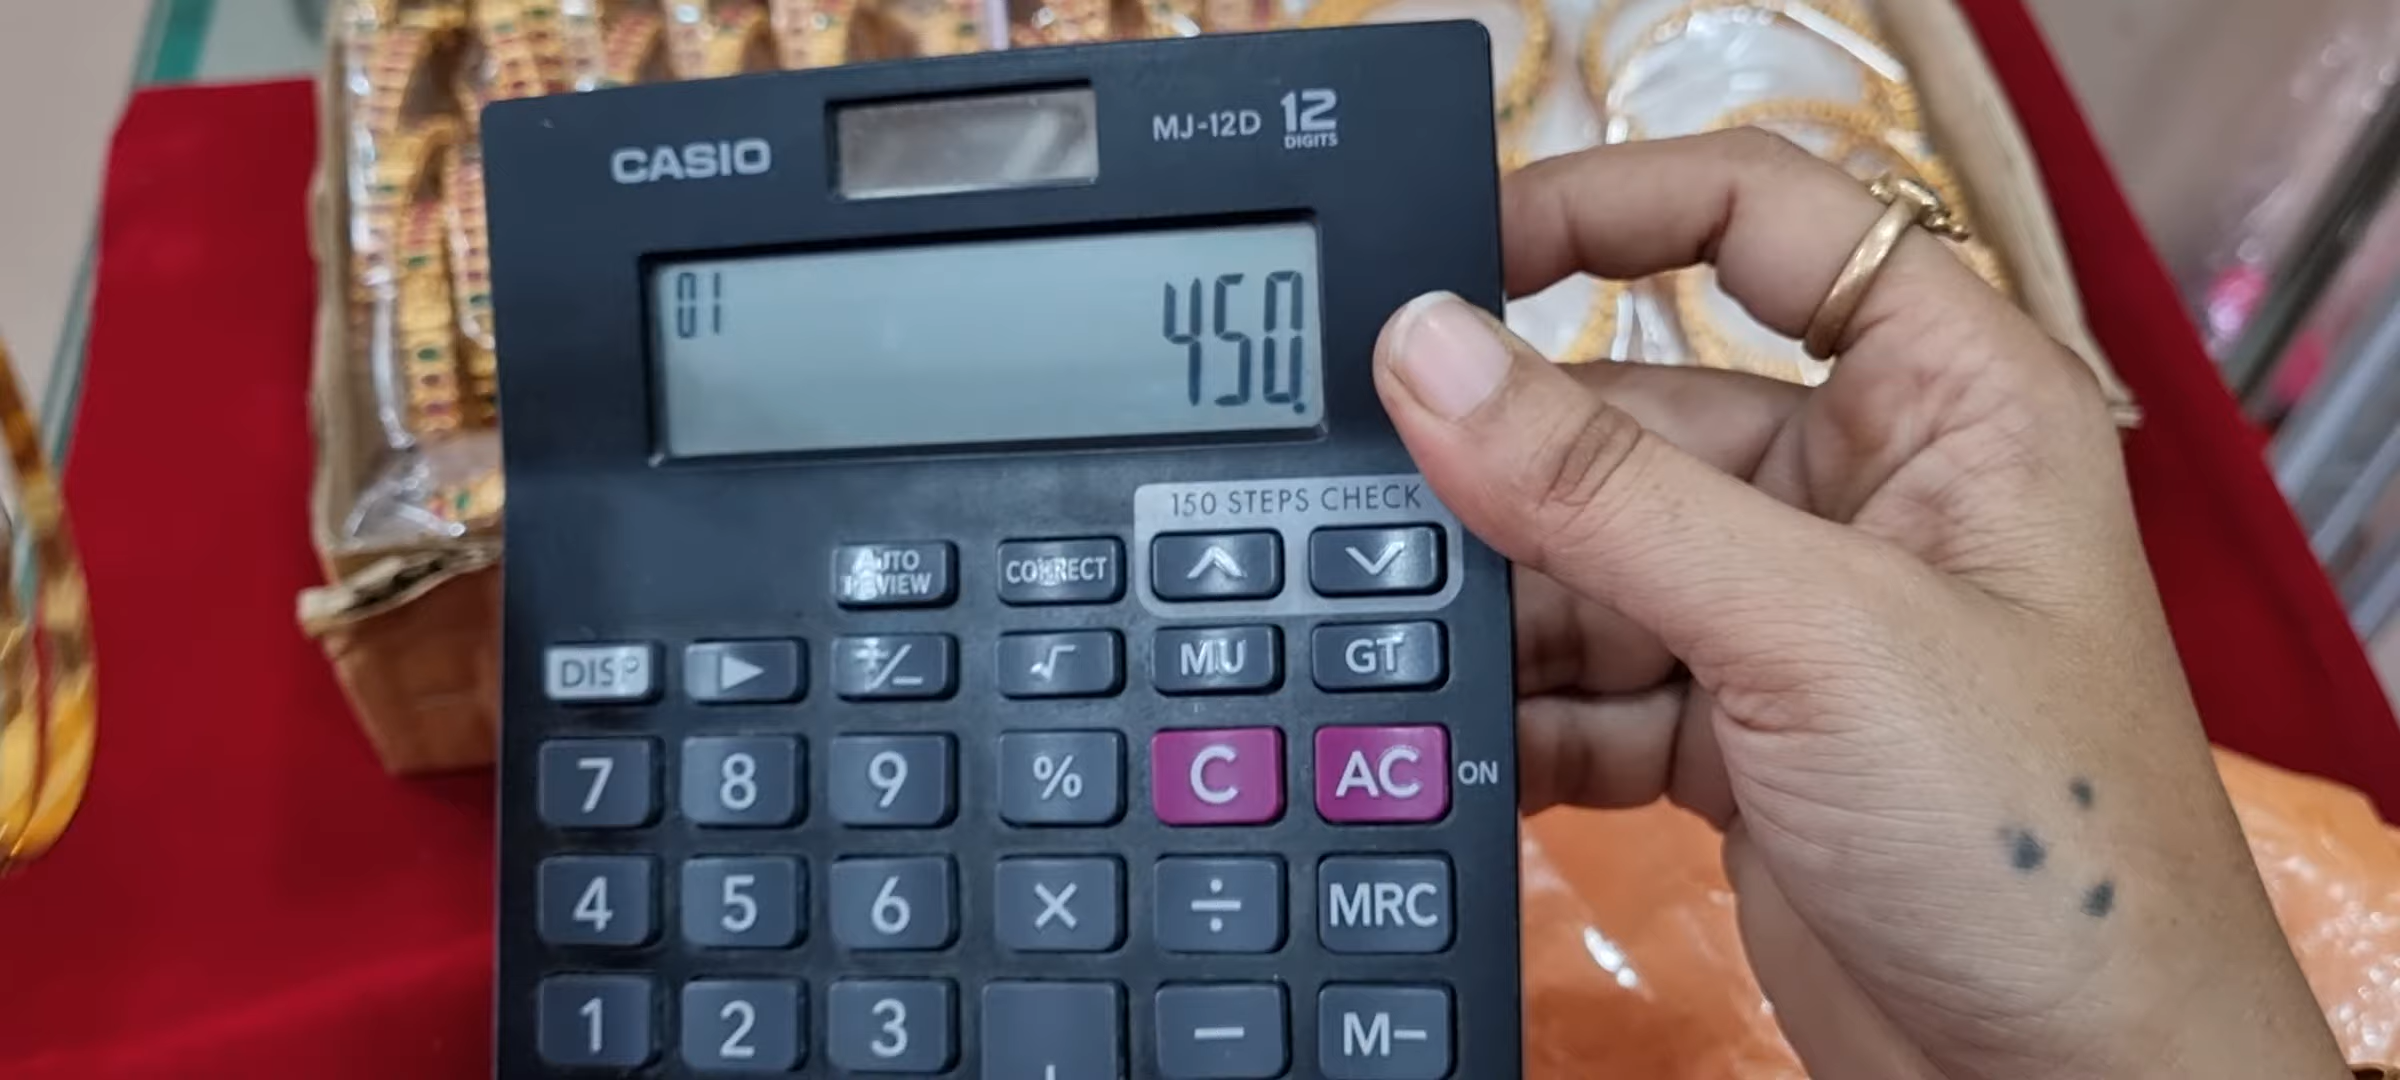 CASIO MJ-12D 12 DIGITS
01 450.
150 STEPS CHECK
AUTO REVIEW CORRECT
DISP ▶ +/− √ MU GT
7 8 9 % C AC ON
4 5 6 × ÷ MRC
1 2 3 + − M−